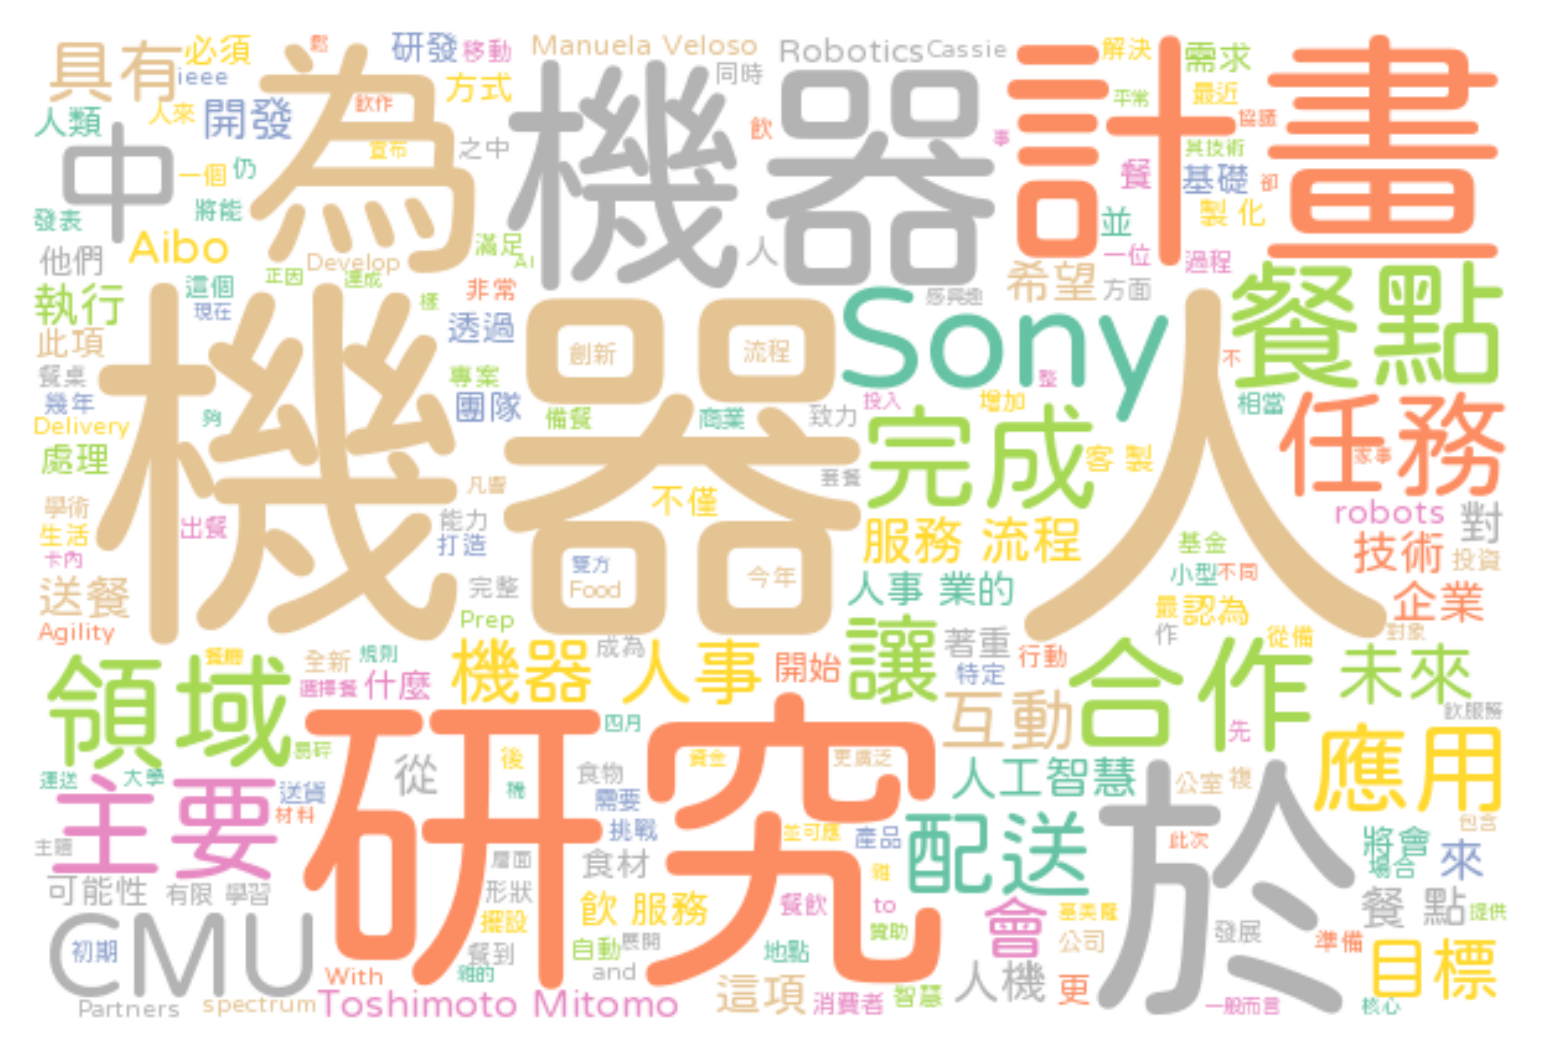 具有 必須 為 鬆 研發 移動 Manuela Veloso Robotics Cassie 計畫 解決 需求
ieee 方式 同時 機器 平常 最近
人類 人來 開發 飲作 飲 事 協議
中 宣布 之中 其技術
一個 仍 餐 基礎 卻
發表 將能 並 製 化
他們 Aibo Develop 滿足 AI 人 一位 過程
執行 這個 正因 達成 非常 感興趣 希望 方面 餐點
現在 樣 透過 Sony
此項 機器人 創新 流程 不
餐桌 專案 整
幾年 團隊 投入 增加 相當 任務
Delivery 夠 備餐 商業 致力 完成
處理 客 製 家事
凡響 不僅 套餐
學術 出餐 能力 robots 對
生活 打造 服務 流程 基金 技術 投資
卡內 雙方 小型 不同
送餐 完整 Food 今年 人事 業的 最 認為 企業
Agility Prep 讓 作 從備 對象
領域 餐廳 全新 規則 成為 著重 合作 未來
選擇餐 什麼 機器 人事 開始 特定 行動
研究 四月 互動 先 飲服務
易碎 從 後 資金 更廣泛 應用
運送 大學 食物 人工智慧 公室 複
主要 送貨 機 需要 於
材料 挑戰 並可應 產品 配送 此次 包含
主題 層面 食材 雜 將會 來
可能性 有限 學習 形狀 場合
CMU 擺設 飲 服務 餐飲 to 會 基美隆 餐 點 提供
初期 餐到 自動 展開 地點 贊助 公司 發展 準備 目標
With 雜的 and 這項 人機 更
Partners spectrum Toshimoto Mitomo 消費者 智慧 一般而言 核心